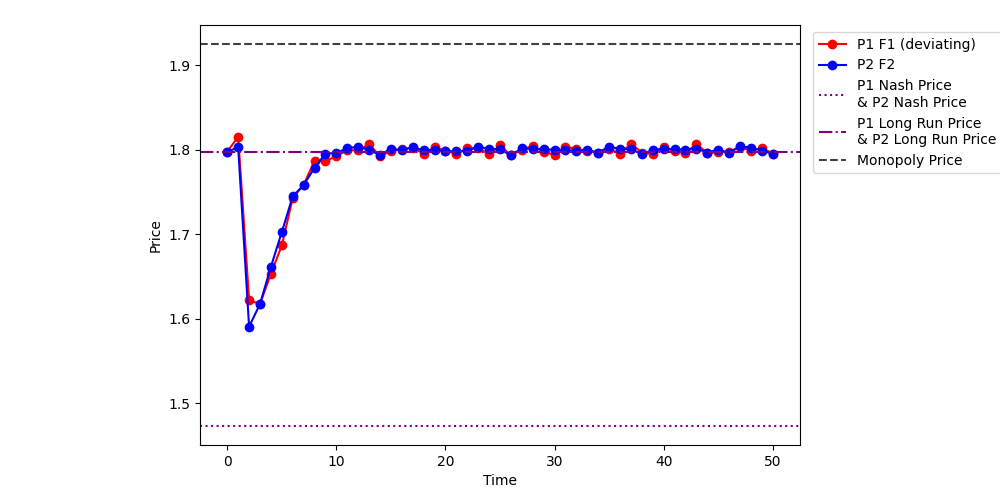 P1 F1 (deviating)
P2 F2
P1 Nash Price
& P2 Nash Price
P1 Long Run Price
& P2 Long Run Price
Monopoly Price
1.9
1.8
1.7
1.6
1.5
Price
0 10 20 30 40 50
Time